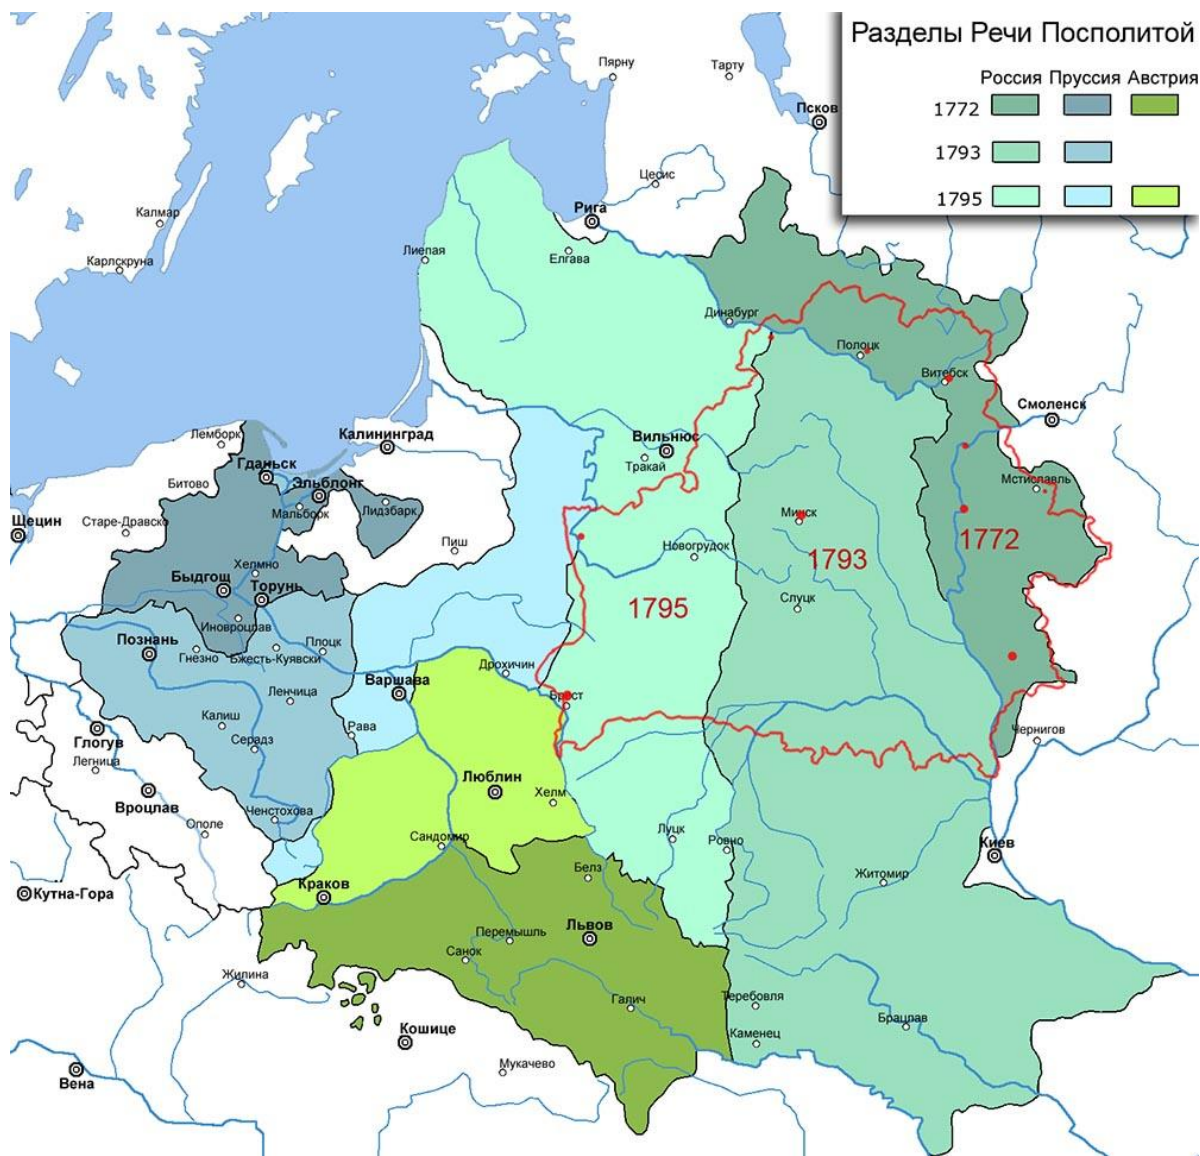 Разделы Речи Посполитой
Россия Пруссия Австрия
1772
1793
1795
Пярну
Тарту
Псков
Цесис
Калмар
Рига
Карлскруна
Лиепая
Елгава
Динабург
Полоцк
Витебск
Смоленск
Лемборк
Калининград
Вильнюс
Тракай
Гданьск
Битово
Эльблонг
Мальборк
Лидзбарк
Мстиславль
Щецин
Старе-Дравско
Пиш
Минск
1772
Новогрудок
1793
Хелмно
Быдгощ
Торунь
Иновроцлав
1795
Слуцк
Познань
Гнезно
Бжесть-Куявски
Плоцк
Дрохичин
Варшава
Ленчица
Брест
Калиш
Рава
Серадз
Чернигов
Глогув
Легница
Вроцлав
Люблин
Хелм
Ченстохова
Ополе
Сандомир
Луцк
Ровно
Киев
Белз
Житомир
Кутна-Гора
Краков
Львов
Перемышль
Санок
Жилина
Галич
Теребовля
Брацлав
Кошице
Каменец
Мукачево
Вена